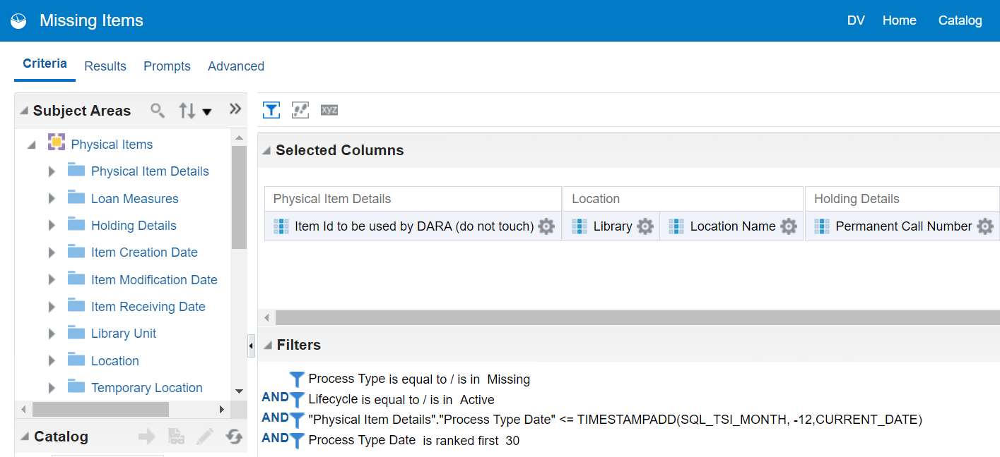 Missing Items
DV Home Catalog
Criteria Results Prompts Advanced
Subject Areas
Physical Items
Physical Item Details
Loan Measures
Holding Details
Item Creation Date
Item Modification Date
Item Receiving Date
Library Unit
Location
Temporary Location
Catalog
xyz
Selected Columns
Physical Item Details Location Holding Details
Item Id to be used by DARA (do not touch) Library Location Name Permanent Call Number
Filters
Process Type is equal to / is in Missing
AND Lifecycle is equal to / is in Active
AND "Physical Item Details"."Process Type Date" <= TIMESTAMPADD(SQL_TSI_MONTH, -12,CURRENT_DATE)
AND Process Type Date is ranked first 30